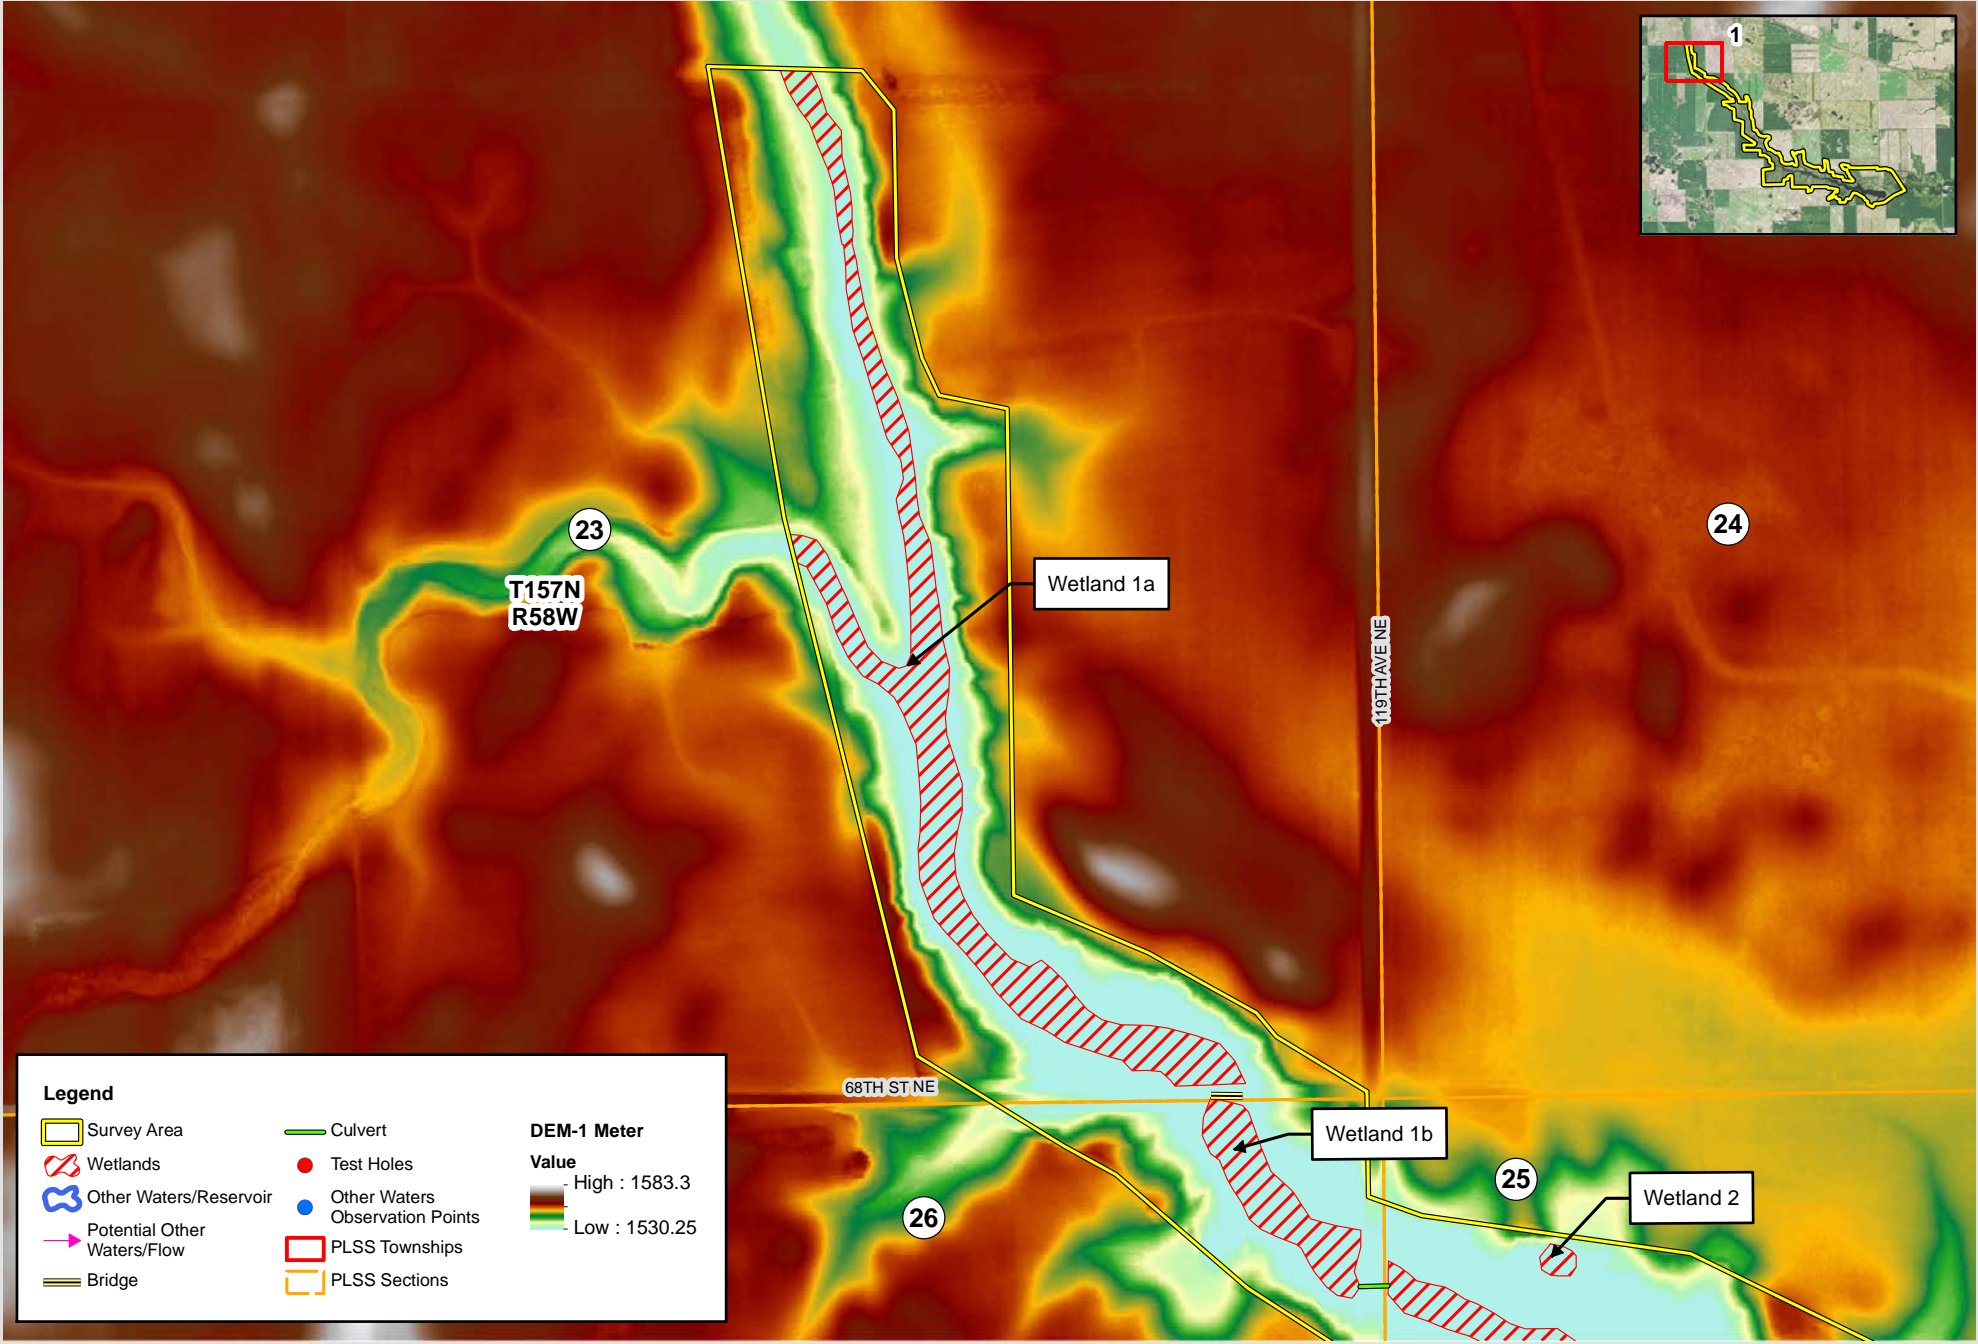 1
23
24
T157N
R58W
Wetland 1a
119TH AVE NE
68TH ST NE
Wetland 1b
25
Wetland 2
26
Legend
Survey Area
Wetlands
Other Waters/Reservoir
Potential Other
Waters/Flow
Bridge
Culvert
Test Holes
Other Waters
Observation Points
PLSS Townships
PLSS Sections
DEM-1 Meter
Value
High : 1583.3
Low : 1530.25